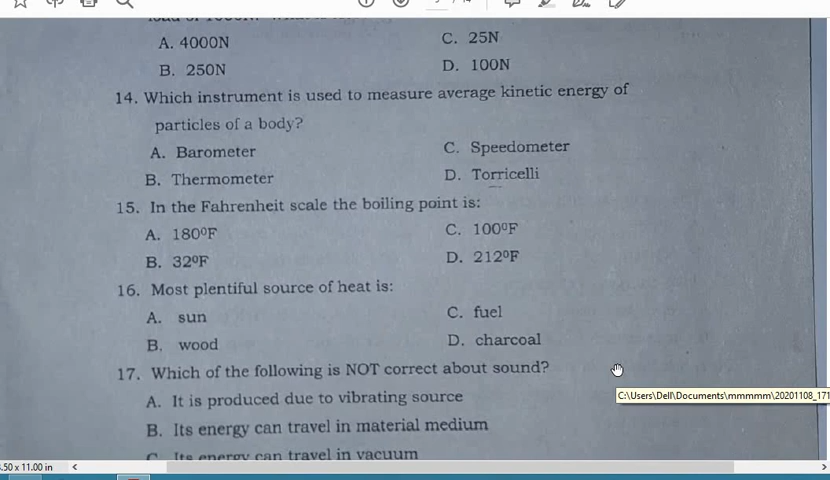 A. 4000N
C. 25N
B. 250N
D. 100N
14. Which instrument is used to measure average kinetic energy of
particles of a body?
A. Barometer
C. Speedometer
B. Thermometer
D. Torricelli
15. In the Fahrenheit scale the boiling point is:
A. 180⁰F
C. 100⁰F
B. 32⁰F
D. 212⁰F
16. Most plentiful source of heat is:
A. sun
C. fuel
B. wood
D. charcoal
17. Which of the following is NOT correct about sound?
A. It is produced due to vibrating source
C:\Users\Dell\Documents\mmmmm\20201108_171
B. Its energy can travel in material medium
C. Its energy can travel in vacuum
.50 x 11.00 in